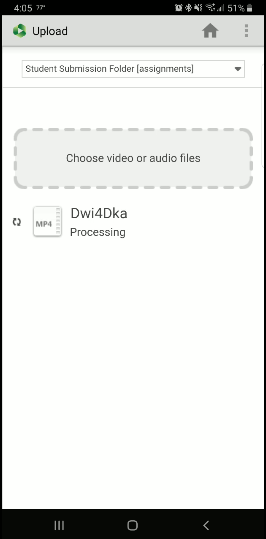 4:05 77° 51%
Upload
Student Submission Folder [assignments]
Choose video or audio files
MP4
Dwi4Dka
Processing